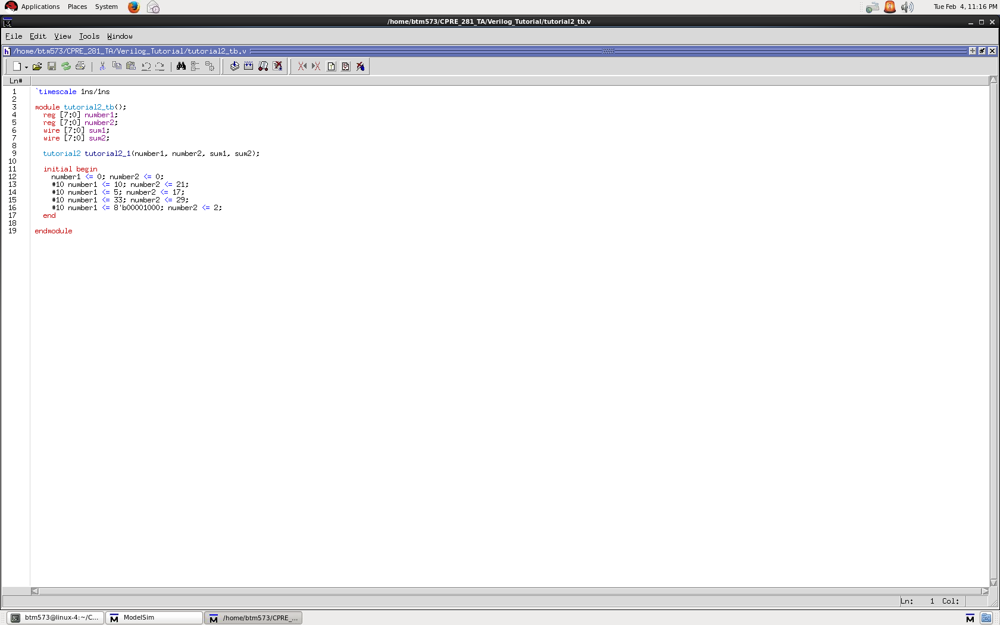 Applications Places System Tue Feb 4, 11:16 PM
/home/btm573/CPRE_281_TA/Verilog_Tutorial/tutorial2_tb.v
File Edit View Tools Window
h /home/btm573/CPRE_281_TA/Verilog_Tutorial/tutorial2_tb.v
Ln#
1 `timescale 1ns/1ns
2
3 module tutorial2_tb();
4 reg [7:0] number1;
5 reg [7:0] number2;
6 wire [7:0] sum1;
7 wire [7:0] sum2;
8
9 tutorial2 tutorial2_1(number1, number2, sum1, sum2);
10
11 initial begin
12 number1 <= 0; number2 <= 0;
13 #10 number1 <= 10; number2 <= 21;
14 #10 number1 <= 5; number2 <= 17;
15 #10 number1 <= 33; number2 <= 29;
16 #10 number1 <= 8'b00001000; number2 <= 2;
17 end
18
19 endmodule
Ln: 1 Col:
btm573@linux-4:~/C... M ModelSim M /home/btm573/CPRE_... M